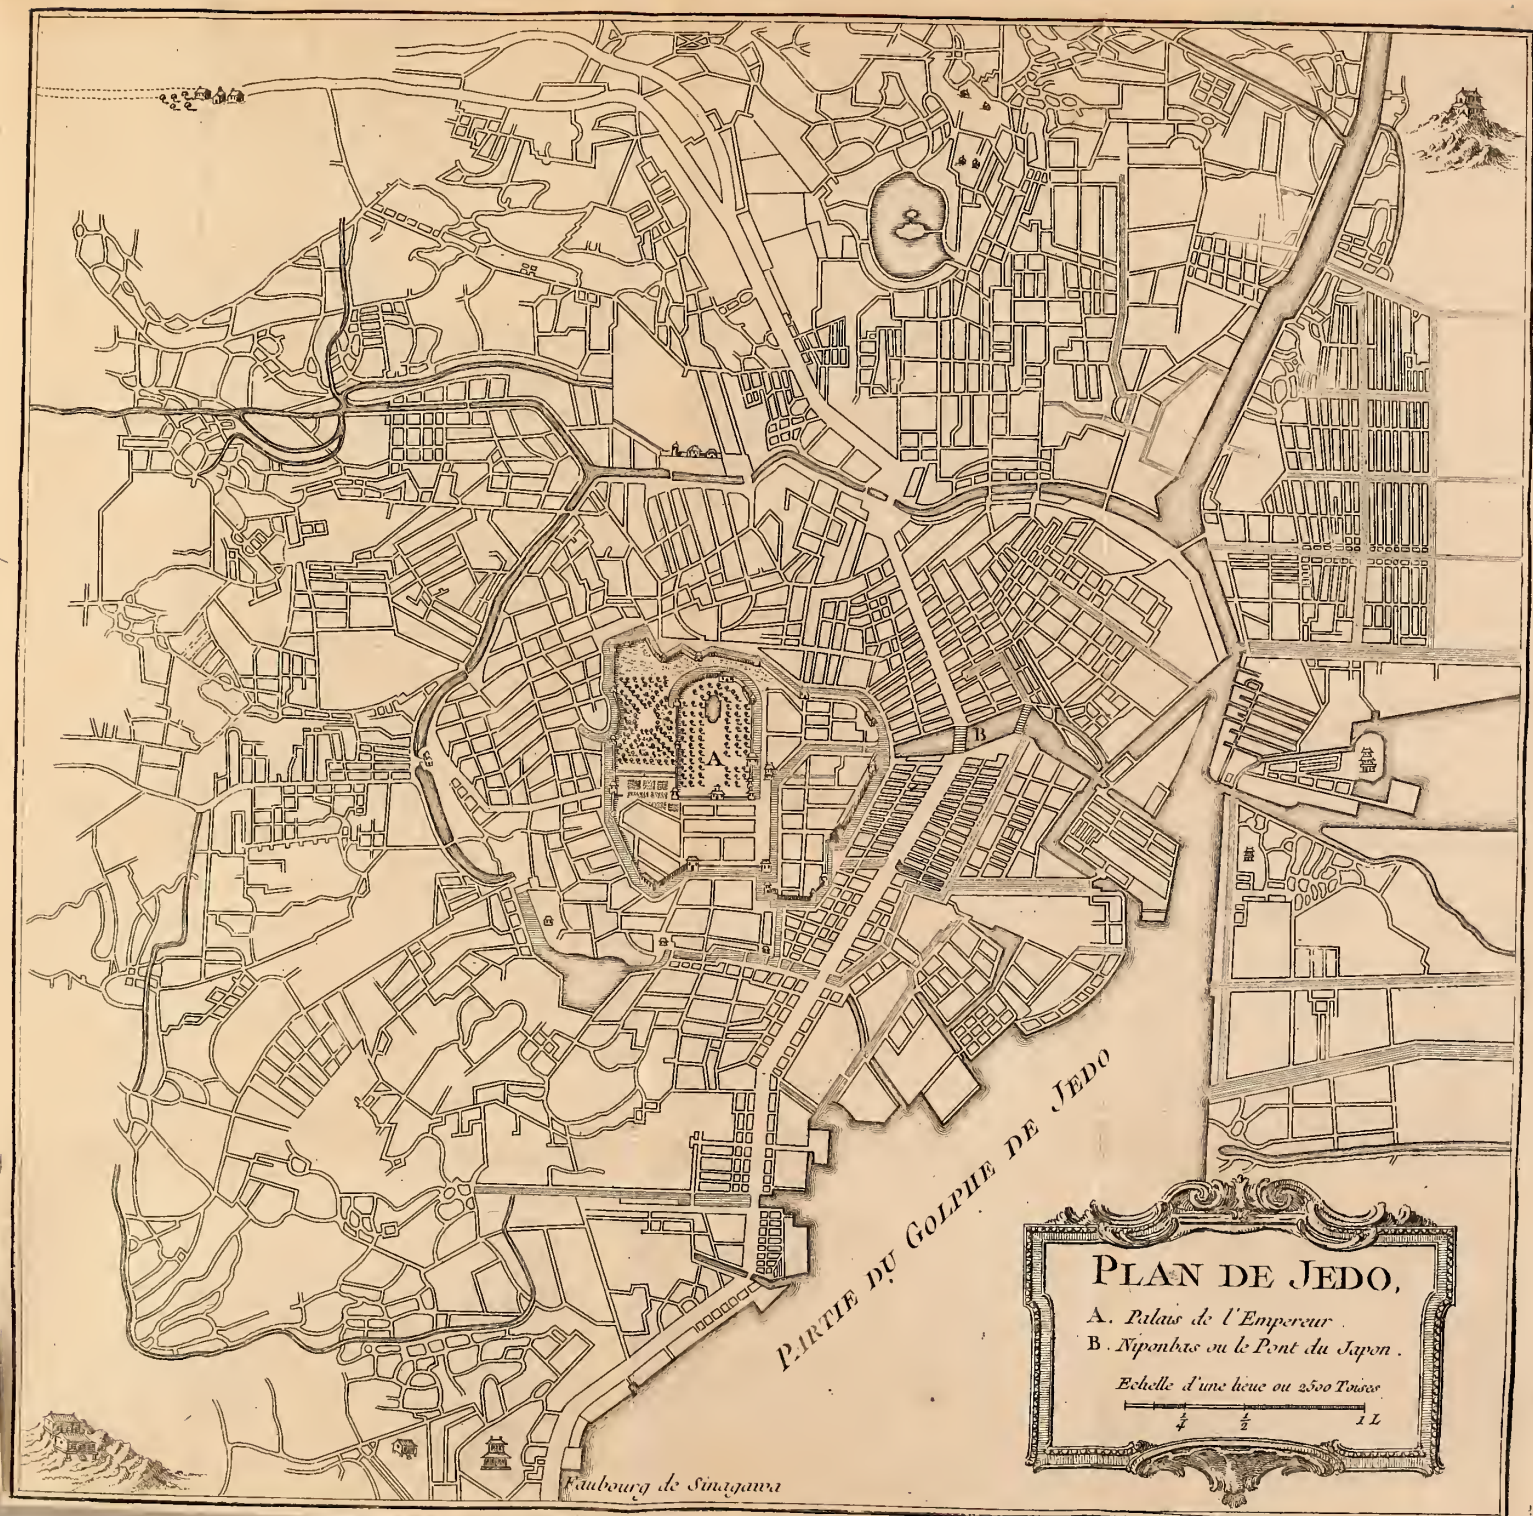 A
B
PARTIE DU GOLPHE DE JEDO
PLAN DE JEDO,
A. Palais de l'Empereur.
B. Niponbas ou le Pont du Japon.
Echelle d'une lieue ou 2500 Toises
1/4 1/2 1 L
Faubourg de Sinagawa